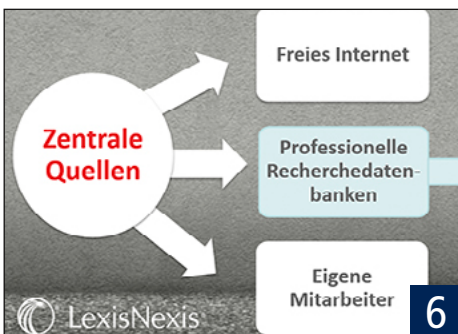 Freies Internet
Zentrale
Quellen
Professionelle
Recherchedaten-
banken
Eigene
Mitarbeiter
LexisNexis®
6